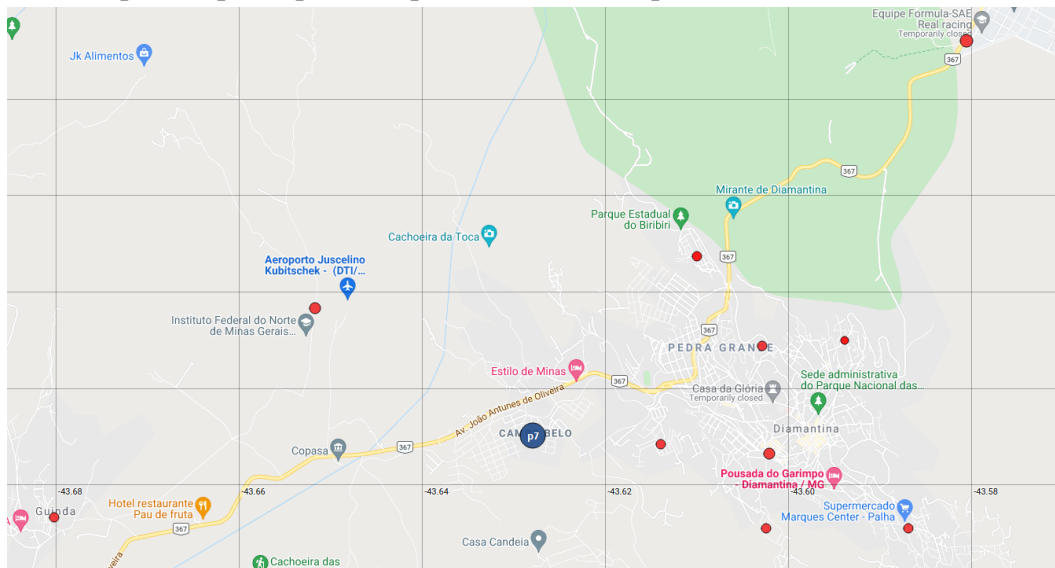 Equipe Formula-SAE
Real racing
Temporarily closed
Jk Alimentos
367
367
Mirante de Diamantina
Parque Estadual
do Biribiri
Cachoeira da Toca
367
Aeroporto Juscelino
Kubitschek - (DTI/...
Instituto Federal do Norte
de Minas Gerais...
367
PEDRA GRANDE
Estilo de Minas
367
Sede administrativa
do Parque Nacional das...
Casa da Glória
Temporarily closed
Av. João Antunes de Oliveira
Diamantina
p7
Copasa
367
Pousada do Garimpo
- Diamantina / MG
-43.68
-43.66
-43.64
-43.62
-43.60
-43.58
Hotel restaurante
Pau de fruta
Guinda
Supermercado
Marques Center - Palha
367
Casa Candeia
Cachoeira das